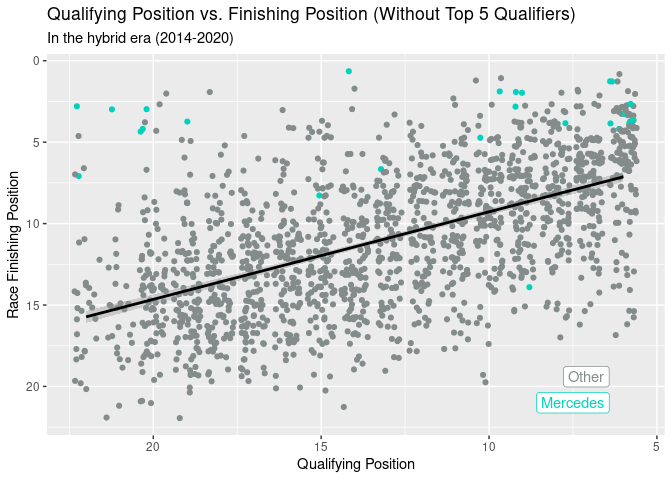 Qualifying Position vs. Finishing Position (Without Top 5 Qualifiers)
In the hybrid era (2014-2020)
0
5
10
15
20
Race Finishing Position
Other
Mercedes
20
15
10
5
Qualifying Position